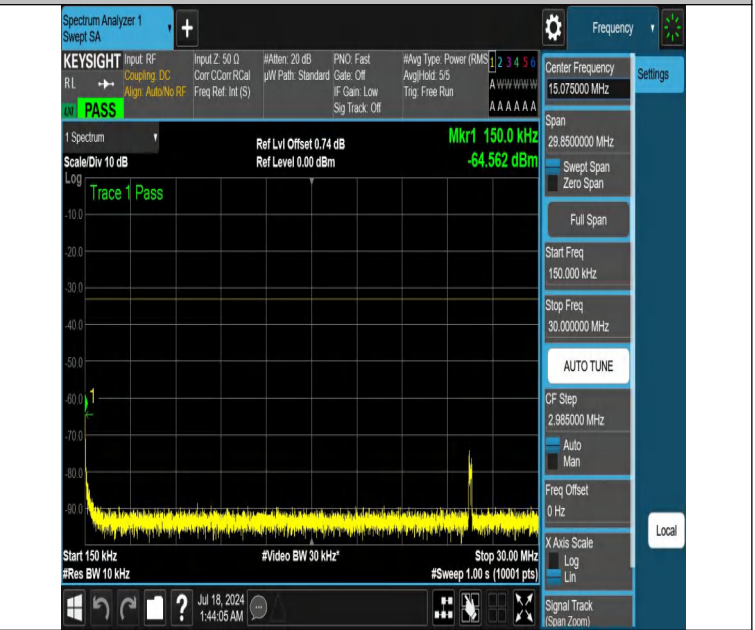 Spectrum Analyzer 1
Swept SA
+
Frequency
KEYSIGHT
RL
PASS
Input: RF
Coupling: DC
Align: Auto/No RF
Input Z: 50 Ω
Corr CCorr RCal
Freq Ref: Int (S)
#Atten: 20 dB
µW Path: Standard
PNO: Fast
Gate: Off
IF Gain: Low
Sig Track: Off
#Avg Type: Power (RMS
Avg|Hold: 5/5
Trig: Free Run
1 2 3 4 5 6
A W W W W W
A A A A A A
1 Spectrum
Scale/Div 10 dB
Ref Lvl Offset 0.74 dB
Ref Level 0.00 dBm
Mkr1 150.0 kHz
-64.562 dBm
Log
Trace 1 Pass
-10.0
-20.0
-30.0
-40.0
-50.0
-60.0
1
-70.0
-80.0
-90.0
Start 150 kHz
#Res BW 10 kHz
#Video BW 30 kHz*
Stop 30.00 MHz
#Sweep 1.00 s (10001 pts)
?
Jul 18, 2024
1:44:05 AM
Center Frequency
15.075000 MHz
Settings
Span
29.8500000 MHz
Swept Span
Zero Span
Full Span
Start Freq
150.000 kHz
Stop Freq
30.000000 MHz
AUTO TUNE
CF Step
2.985000 MHz
Auto
Man
Freq Offset
0 Hz
X Axis Scale
Log
Lin
Local
Signal Track
(Span Zoom)